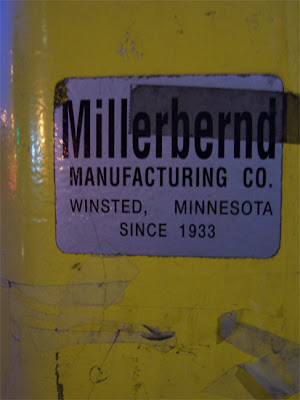 Millerbernd
MANUFACTURING CO.
WINSTED, MINNESOTA
SINCE 1933